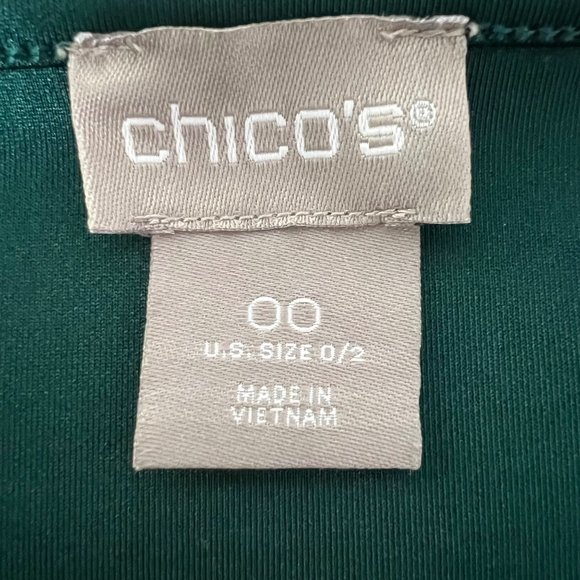 chico's®
00
U.S. SIZE 0/2
MADE IN
VIETNAM